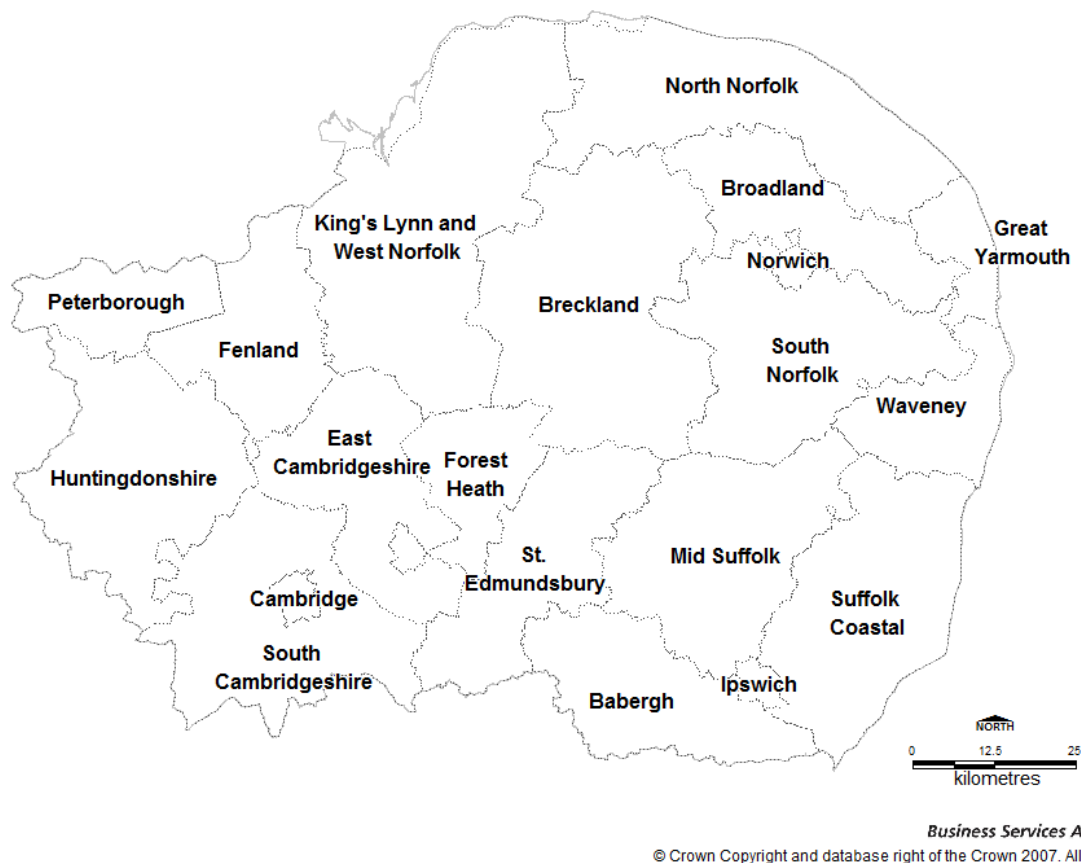 North Norfolk
Broadland
King's Lynn and
West Norfolk
Great
Yarmouth
Norwich
Peterborough
Breckland
Fenland
South
Norfolk
Waveney
East
Cambridgeshire
Forest
Heath
Huntingdonshire
St.
Edmundsbury
Mid Suffolk
Cambridge
Suffolk
Coastal
South
Cambridgeshire
Ipswich
Babergh
NORTH
0 12.5 25
kilometres
Business Services A
© Crown Copyright and database right of the Crown 2007. All